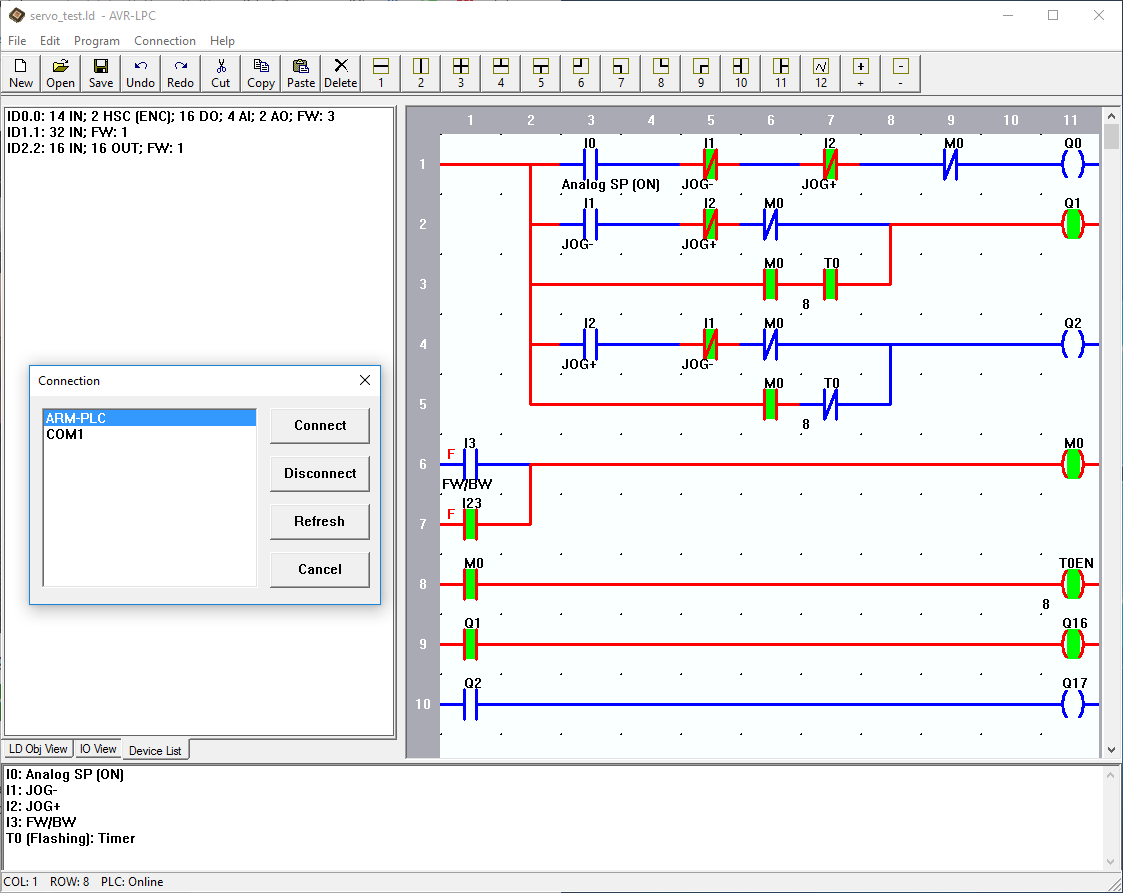 servo_test.ld - AVR-LPC
File Edit Program Connection Help
New Open Save Undo Redo Cut Copy Paste Delete 1 2 3 4 5 6 7 8 9 10 11 12 + -
ID0.0: 14 IN; 2 HSC (ENC); 16 DO; 4 AI; 2 AO; FW: 3
ID1.1: 32 IN; FW: 1
ID2.2: 16 IN; 16 OUT; FW: 1
Connection
ARM-PLC
COM1
Connect
Disconnect
Refresh
Cancel
LD Obj View IO View Device List
1 2 3 4 5 6 7 8 9 10 11
I0 I1 I2 M0 Q0
1
Analog SP (ON) JOG- JOG+
I1 I2 M0 Q1
2
JOG- JOG+
M0 T0
3
8
I2 I1 M0 Q2
4
JOG+ JOG-
M0 T0
5
8
I3 M0
F
6
FW/BW
I23
F
7
M0 T0EN
8
8
Q1 Q16
9
Q2 Q17
10
I0: Analog SP (ON)
I1: JOG-
I2: JOG+
I3: FW/BW
T0 (Flashing): Timer
COL: 1 ROW: 8 PLC: Online